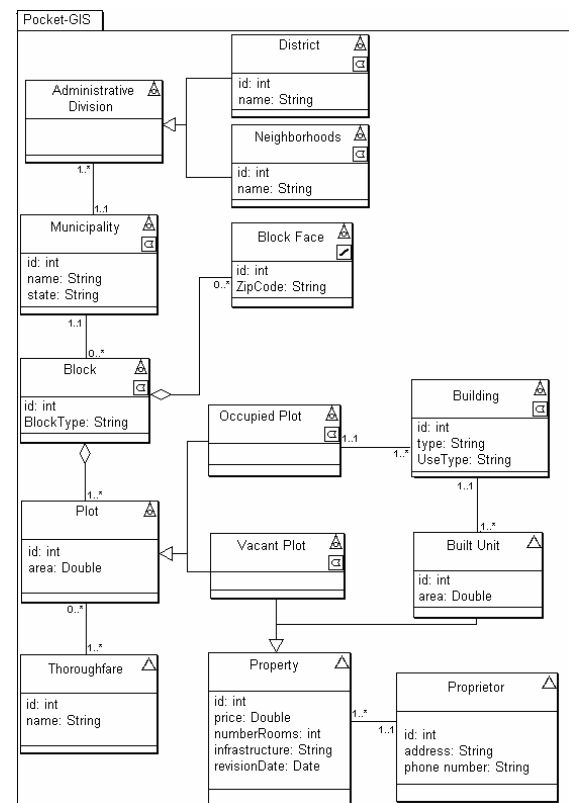 Pocket-GIS
District
id: int
name: String
Administrative
Division
Neighborhoods
id: int
name: String
1..*
1..1
Municipality
id: int
name: String
state: String
Block Face
id: int
ZipCode: String
0..*
1..1
0..*
Block
id: int
BlockType: String
Occupied Plot
1..1
Building
id: int
type: String
UseType: String
1..*
1..1
1..*
Plot
id: int
area: Double
Vacant Plot
1..*
Built Unit
id: int
area: Double
0..*
1..*
Thoroughfare
id: int
name: String
Property
id: int
price: Double
numberRooms: int
infrastructure: String
revisionDate: Date
1..*
1..1
Proprietor
id: int
address: String
phone number: String